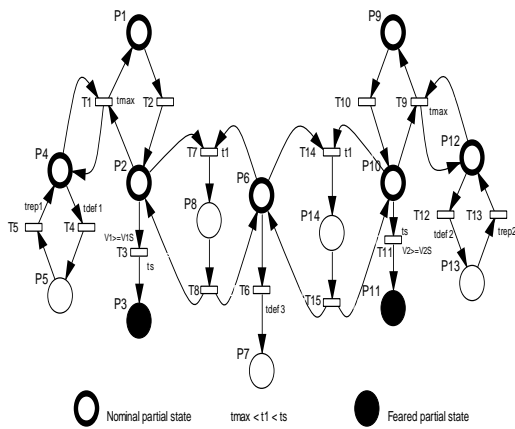 P1
P9
T1
tmax
T2
T10
T9
tmax
P4
P12
P2
T7
t1
T14
t1
P10
P6
trep1
T5
T4
tdef1
V1>=V1S
T3
ts
P8
P14
ts
T11
V2>=V2S
T12
T13
tdef 2
trep2
P5
P3
T8
T6
tdef 3
T15
P11
P13
P7
Nominal partial state
tmax < t1 < ts
Feared partial state